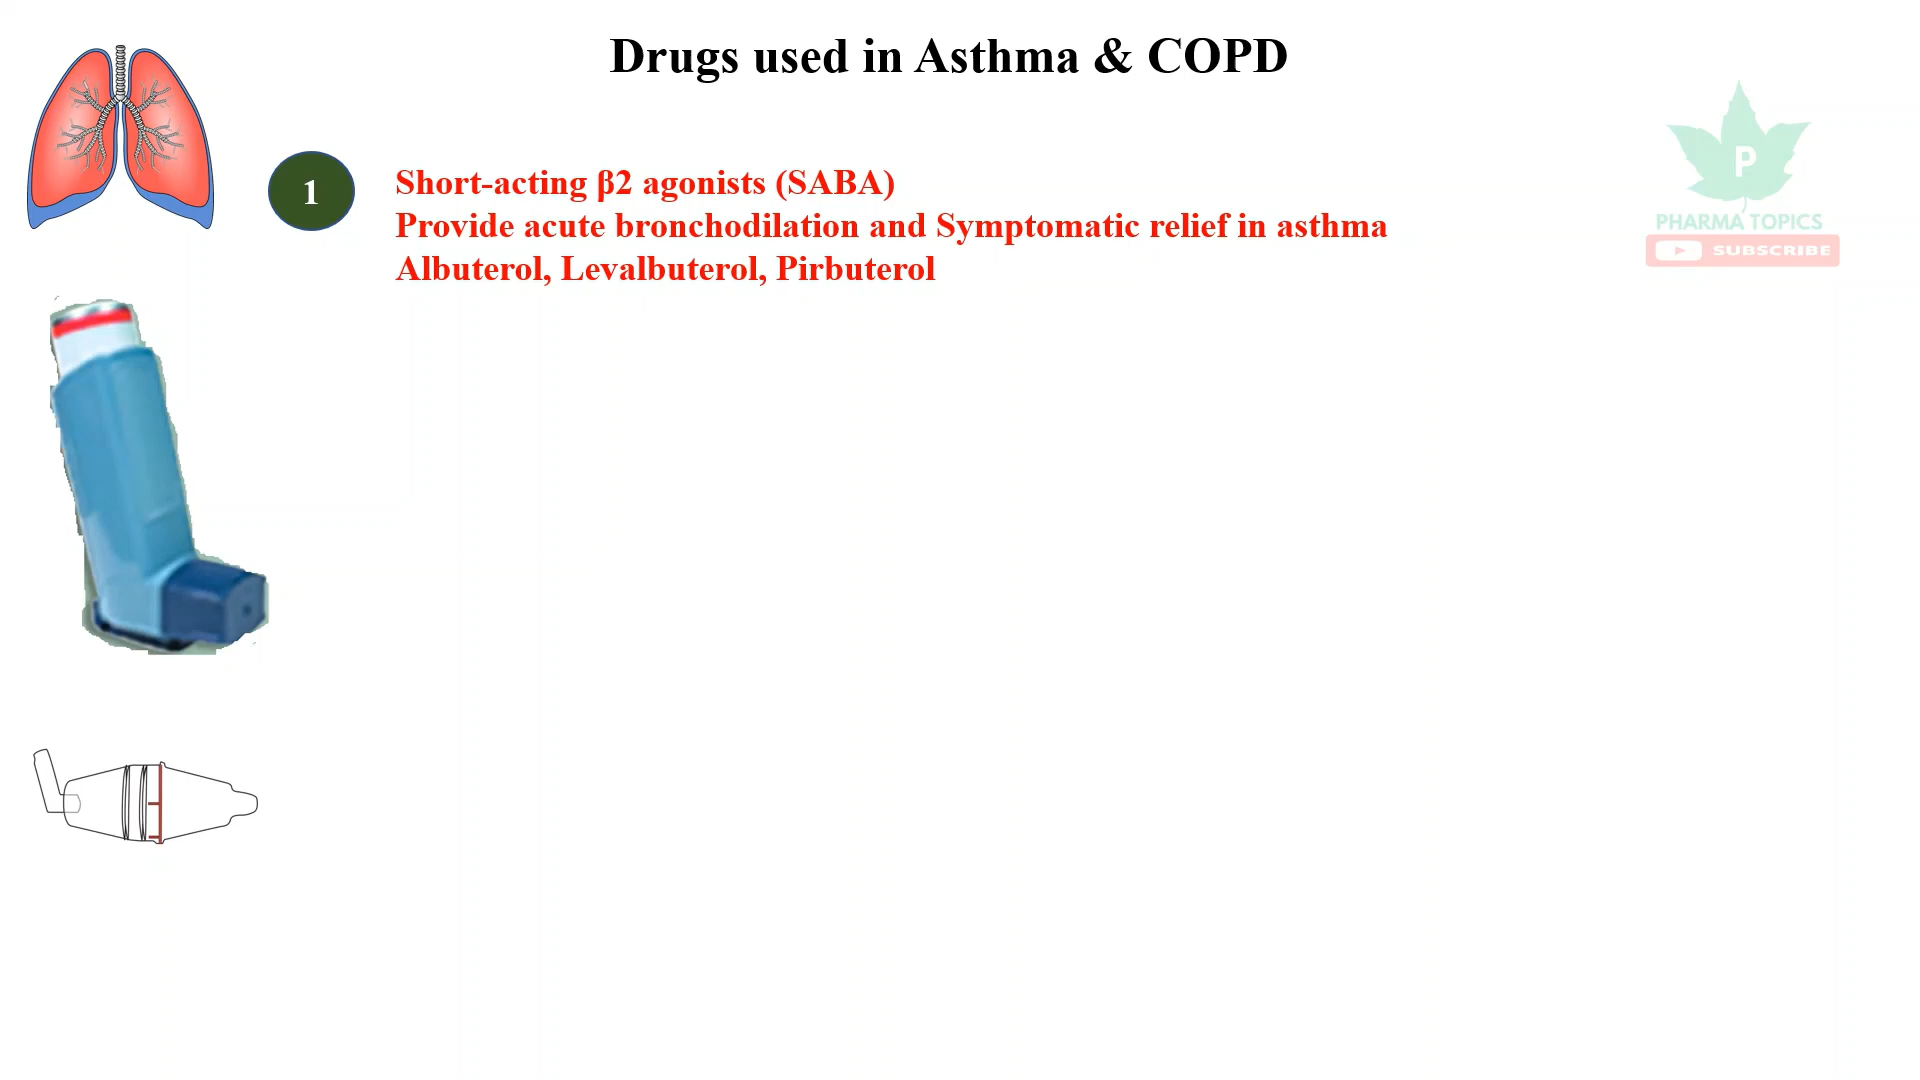 Drugs used in Asthma & COPD
1
Short-acting β2 agonists (SABA)
Provide acute bronchodilation and Symptomatic relief in asthma
Albuterol, Levalbuterol, Pirbuterol
P
PHARMA TOPICS
SUBSCRIBE